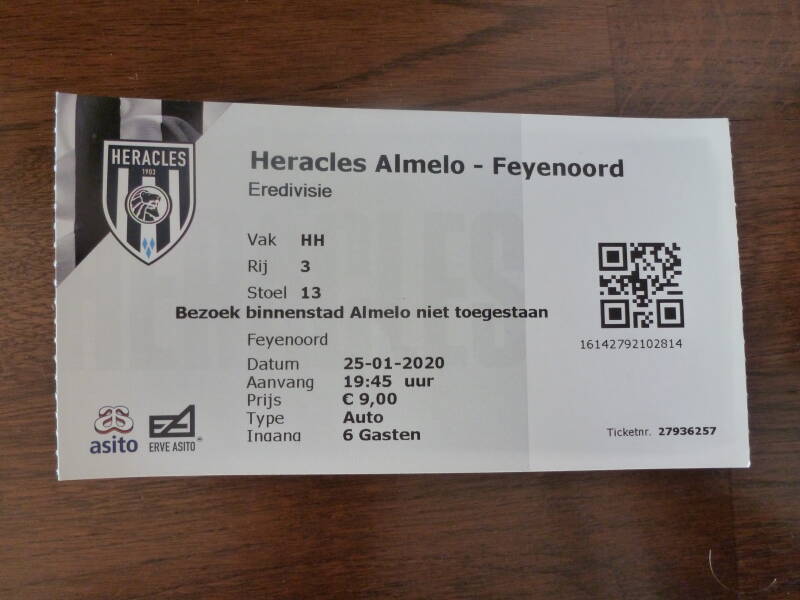 HERACLES
1903
Heracles Almelo - Feyenoord
Eredivisie
Vak HH
Rij 3
Stoel 13
Bezoek binnenstad Almelo niet toegestaan
Feyenoord
Datum 25-01-2020
Aanvang 19:45 uur
Prijs € 9,00
Type Auto
Ingang 6 Gasten
asito
ERVE ASITO
16142792102814
Ticketnr. 27936257